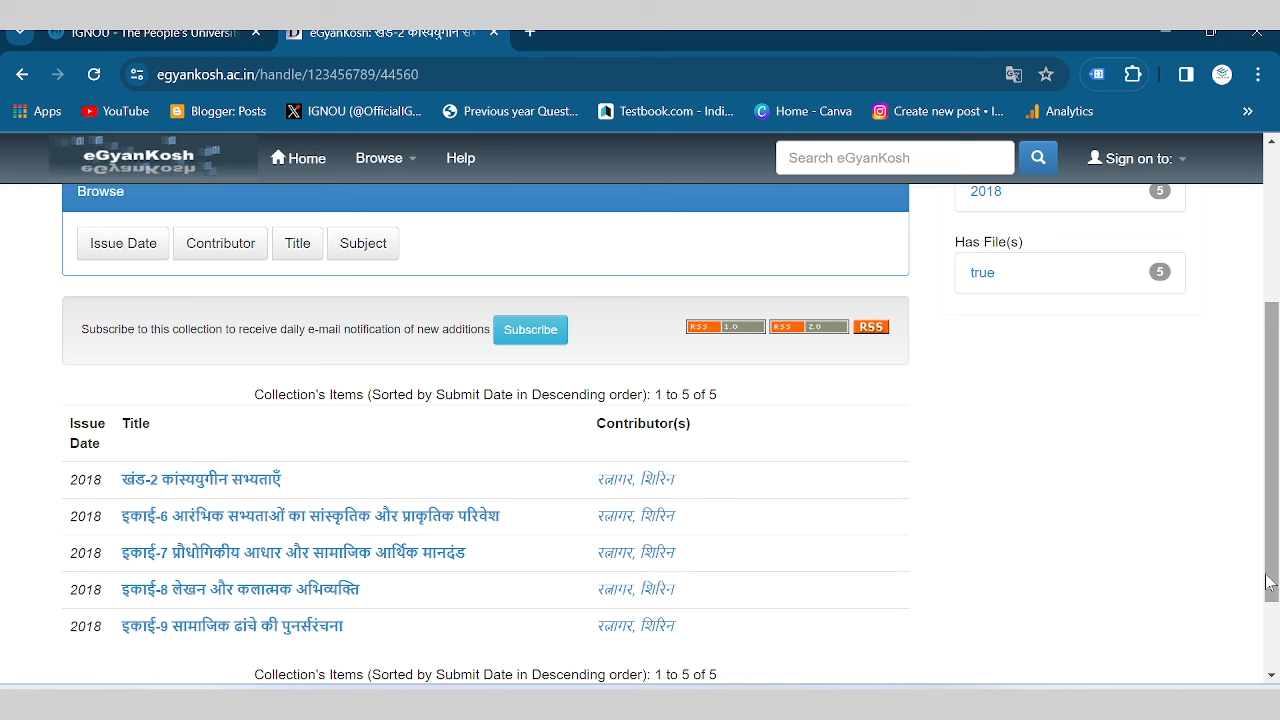 IGNOU - The People's Universit
eGyanKosh: खंड-2 कांस्ययुगीन स
egyankosh.ac.in/handle/123456789/44560
Apps YouTube Blogger: Posts IGNOU (@OfficialIG... Previous year Quest... Testbook.com - Indi... Home - Canva Create new post • I... Analytics »
eGyanKosh Home Browse Help Search eGyanKosh Sign on to:
Browse
2018 5
Issue Date Contributor Title Subject
Has File(s)
true 5
Subscribe to this collection to receive daily e-mail notification of new additions Subscribe RSS 1.0 RSS 2.0 RSS
Collection's Items (Sorted by Submit Date in Descending order): 1 to 5 of 5
Issue Date Title Contributor(s)
2018 खंड-2 कांस्ययुगीन सभ्यताएँ रत्नागर, शिरिन
2018 इकाई-6 आरंभिक सभ्यताओं का सांस्कृतिक और प्राकृतिक परिवेश रत्नागर, शिरिन
2018 इकाई-7 प्रौधोगिकीय आधार और सामाजिक आर्थिक मानदंड रत्नागर, शिरिन
2018 इकाई-8 लेखन और कलात्मक अभिव्यक्ति रत्नागर, शिरिन
2018 इकाई-9 सामाजिक ढांचे की पुनर्संरचना रत्नागर, शिरिन
Collection's Items (Sorted by Submit Date in Descending order): 1 to 5 of 5